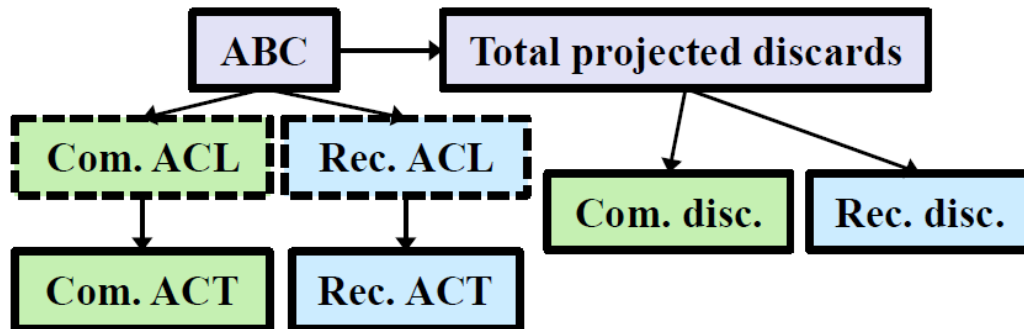 ABC
Total projected discards
Com. ACL
Rec. ACL
Com. disc.
Rec. disc.
Com. ACT
Rec. ACT